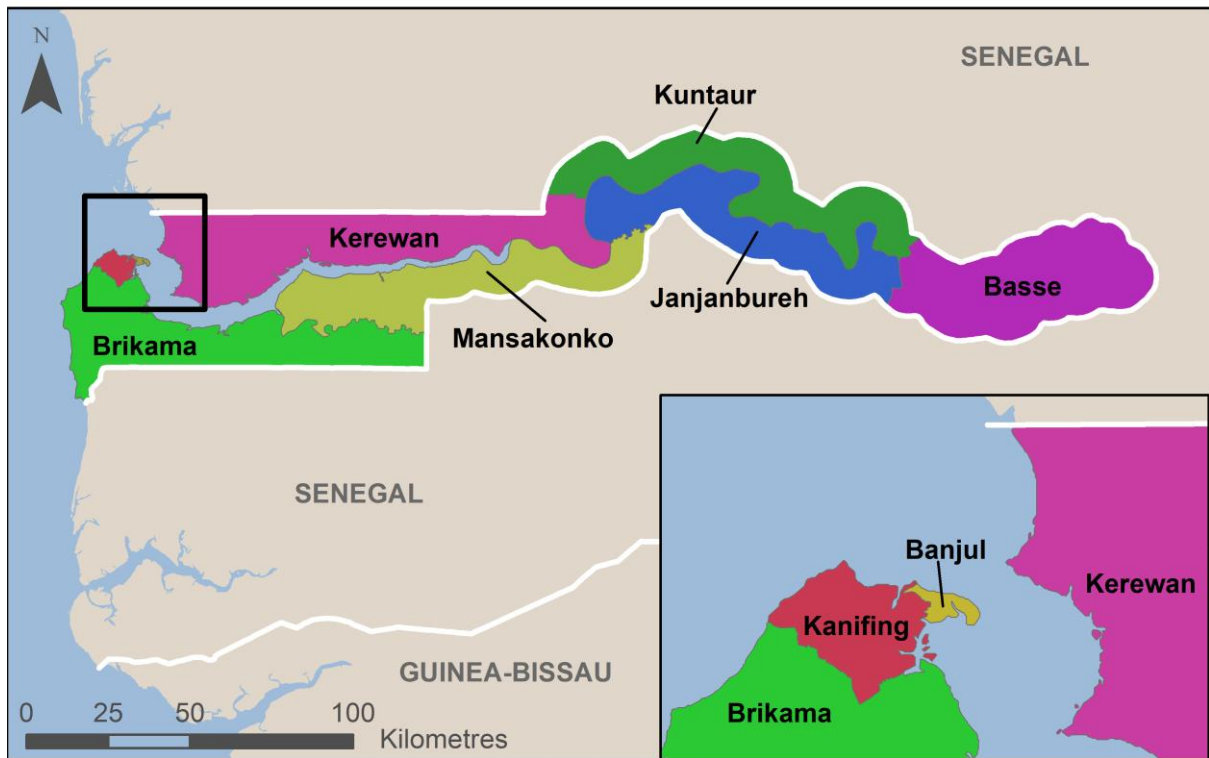 N
SENEGAL
Kuntaur
Kerewan
Janjanbureh
Basse
Mansakonko
Brikama
SENEGAL
GUINEA-BISSAU
0 25 50 100
Kilometres
Banjul
Kerewan
Kanifing
Brikama